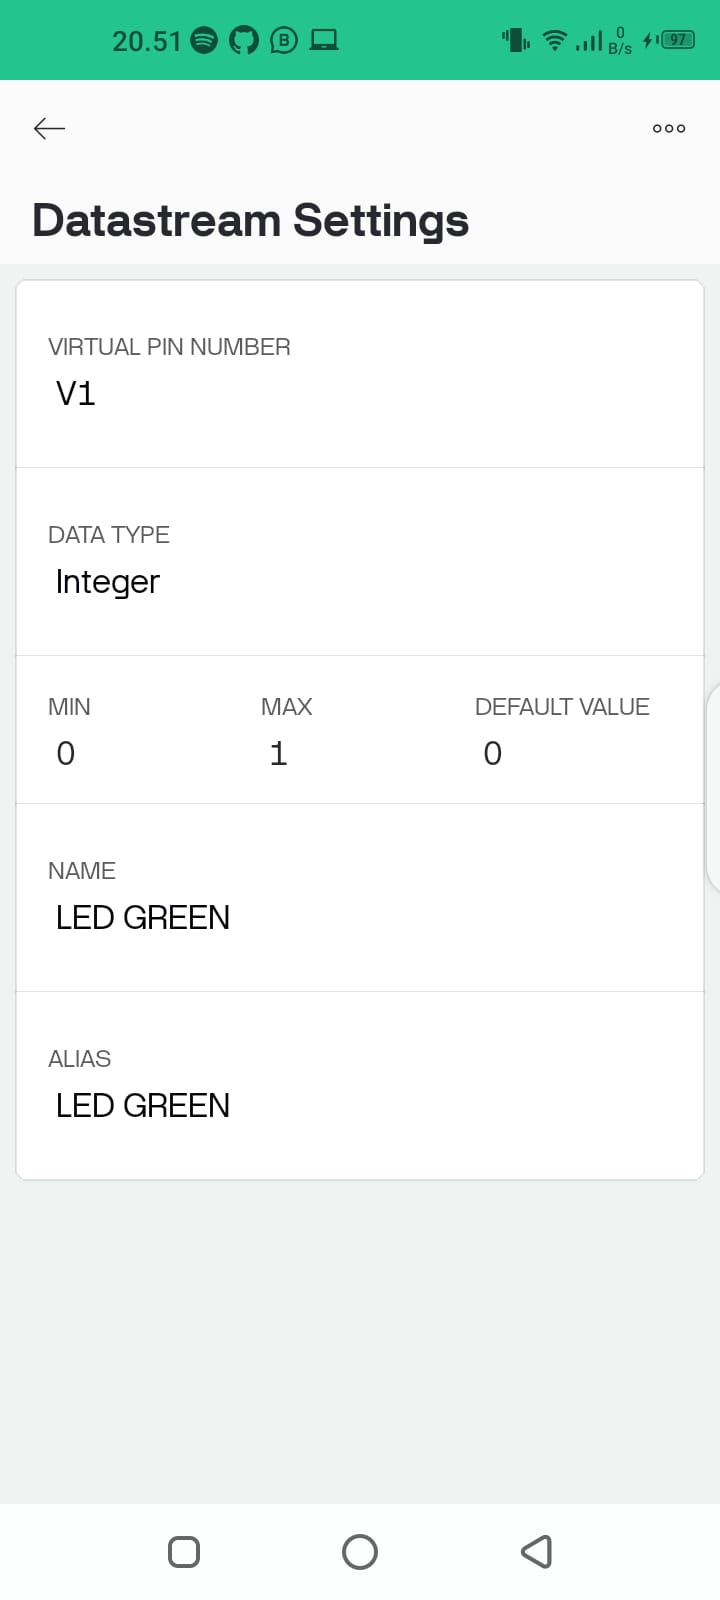 20.51 B 0 B/s 97
Datastream Settings
VIRTUAL PIN NUMBER
V1
DATA TYPE
Integer
MIN MAX DEFAULT VALUE
0 1 0
NAME
LED GREEN
ALIAS
LED GREEN